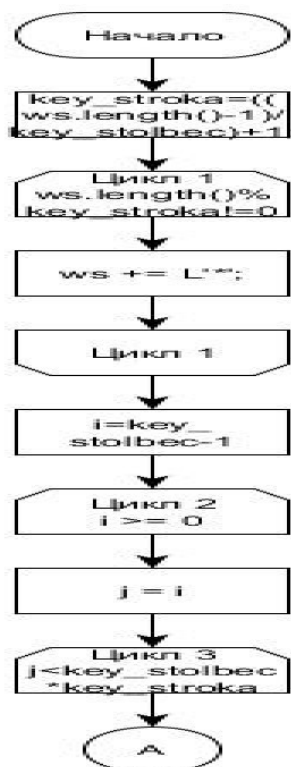 Начало
key_stroka=((
ws.length()-1)/
key_stolbec)+1
Цикл 1
ws.length()%
key_stroka!=0
ws += L'*';
Цикл 1
i=key_
stolbec-1
Цикл 2
i >= 0
j = i
Цикл 3
j<key_stolbec
*key_stroka
A